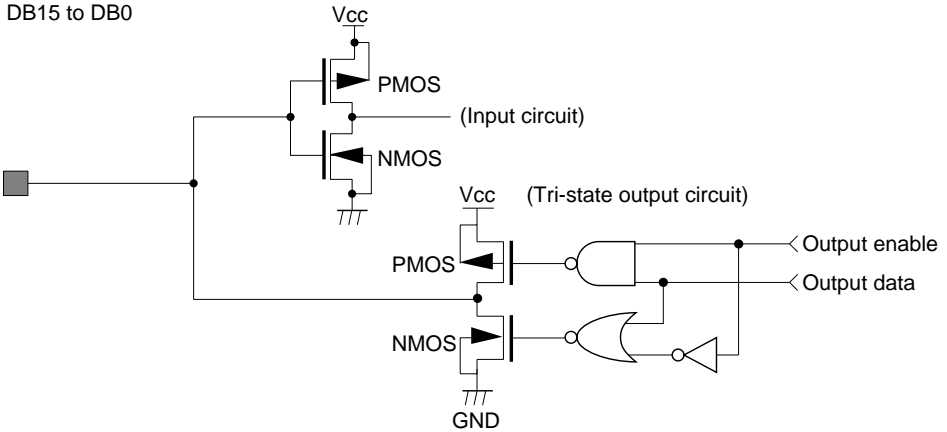 DB15 to DB0
Vcc
PMOS
(Input circuit)
NMOS
Vcc
(Tri-state output circuit)
Output enable
PMOS
Output data
NMOS
GND